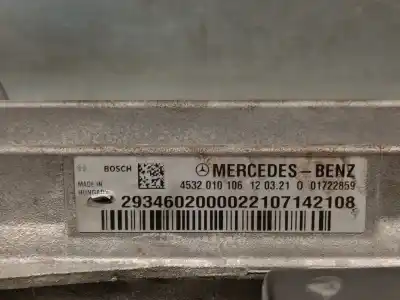 BOSCH MERCEDES-BENZ
MADE IN HUNGARY 4532 010 106 12 03.21 0 01722859
2934602000022107142108